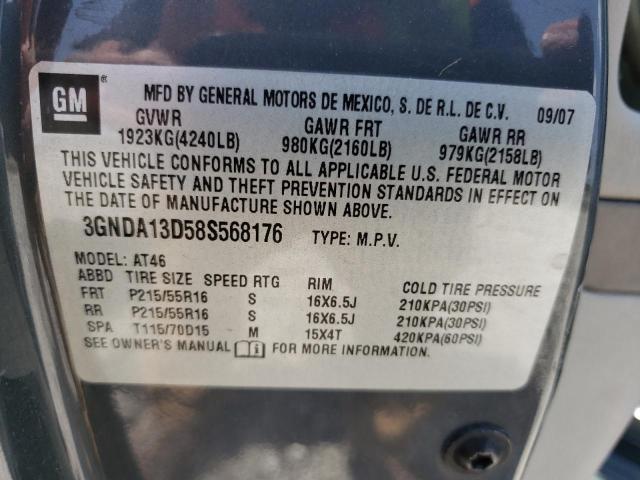 GM ®
MFD BY GENERAL MOTORS DE MEXICO, S. DE R.L. DE C.V. 09/07
GVWR GAWR FRT GAWR RR
1923KG(4240LB) 980KG(2160LB) 979KG(2158LB)
THIS VEHICLE CONFORMS TO ALL APPLICABLE U.S. FEDERAL MOTOR
VEHICLE SAFETY AND THEFT PREVENTION STANDARDS IN EFFECT ON
THE DATE OF MANUFACTURE SHOWN ABOVE.
3GNDA13D58S568176 TYPE: M.P.V.
MODEL: AT46
ABBD TIRE SIZE SPEED RTG RIM COLD TIRE PRESSURE
FRT P215/55R16 S 16X6.5J 210KPA(30PSI)
RR P215/55R16 S 16X6.5J 210KPA(30PSI)
SPA T115/70D15 M 15X4T 420KPA(60PSI)
SEE OWNER'S MANUAL FOR MORE INFORMATION.